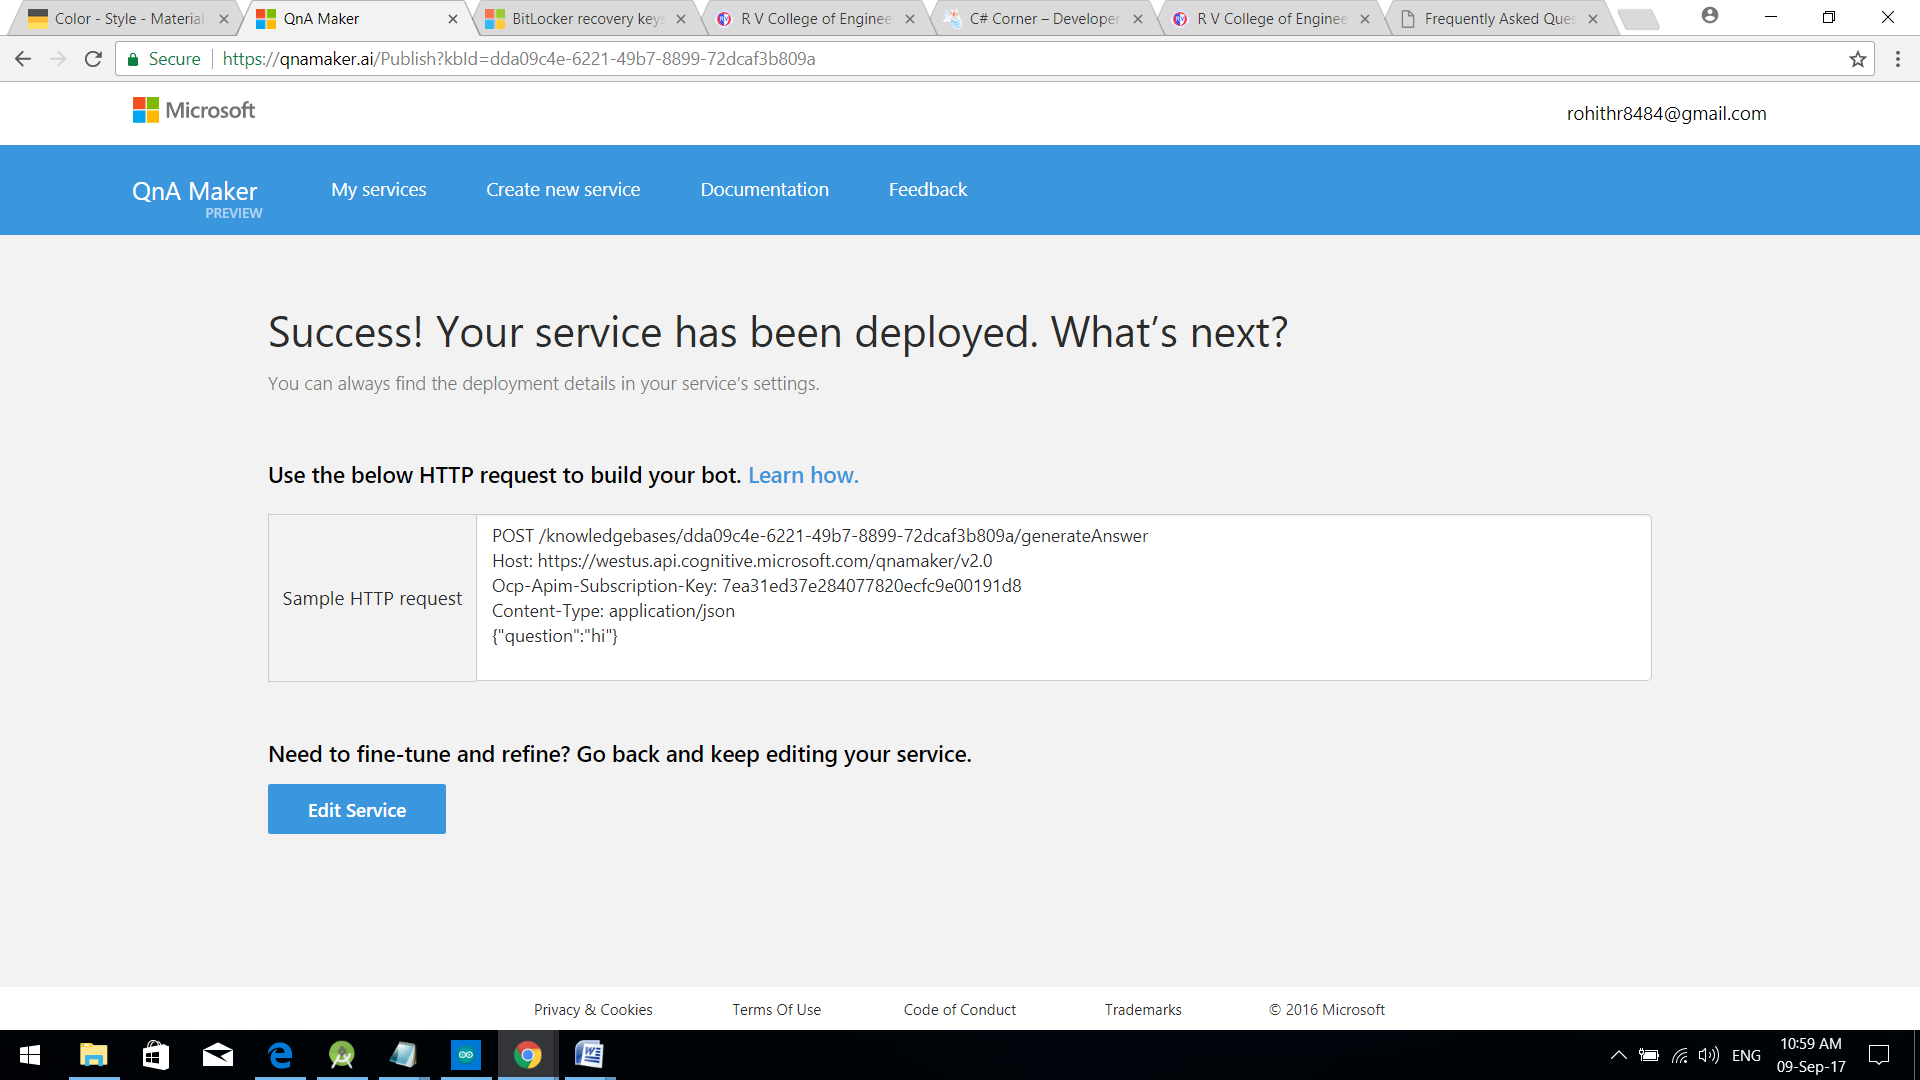 Color - Style - Material
QnA Maker
BitLocker recovery keys
R V College of Enginee
C# Corner – Developer
R V College of Enginee
Frequently Asked Ques
Secure
https://qnamaker.ai/Publish?kbId=dda09c4e-6221-49b7-8899-72dcaf3b809a
Microsoft
rohithr8484@gmail.com
QnA Maker
PREVIEW
My services
Create new service
Documentation
Feedback
Success! Your service has been deployed. What’s next?
You can always find the deployment details in your service’s settings.
Use the below HTTP request to build your bot. Learn how.
Sample HTTP request
POST /knowledgebases/dda09c4e-6221-49b7-8899-72dcaf3b809a/generateAnswer
Host: https://westus.api.cognitive.microsoft.com/qnamaker/v2.0
Ocp-Apim-Subscription-Key: 7ea31ed37e284077820ecfc9e00191d8
Content-Type: application/json
{"question":"hi"}
Need to fine-tune and refine? Go back and keep editing your service.
Edit Service
Privacy & Cookies
Terms Of Use
Code of Conduct
Trademarks
© 2016 Microsoft
ENG
10:59 AM
09-Sep-17